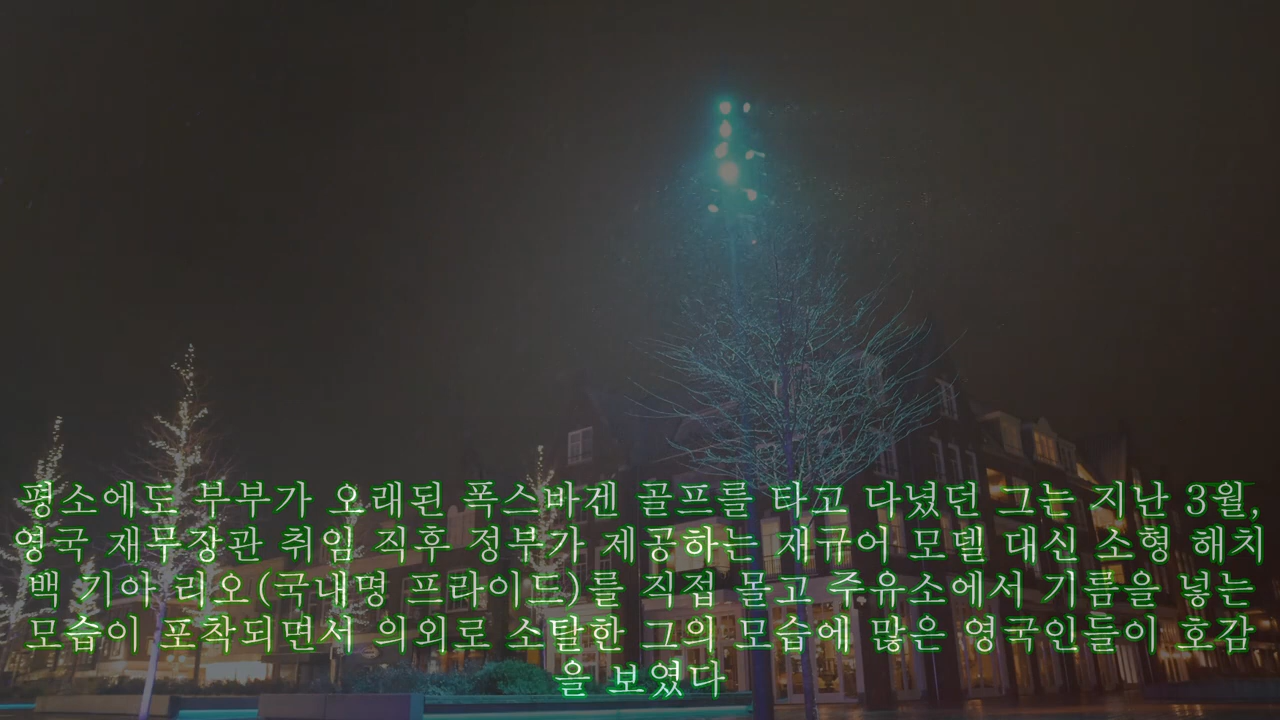 평소에도 부부가 오래된 폭스바겐 골프를 타고 다녔던 그는 지난 3월,
영국 재무장관 취임 직후 정부가 제공하는 재규어 모델 대신 소형 해치
백 기아 리오(국내명 프라이드)를 직접 몰고 주유소에서 기름을 넣는
모습이 포착되면서 의외로 소탈한 그의 모습에 많은 영국인들이 호감
을 보였다